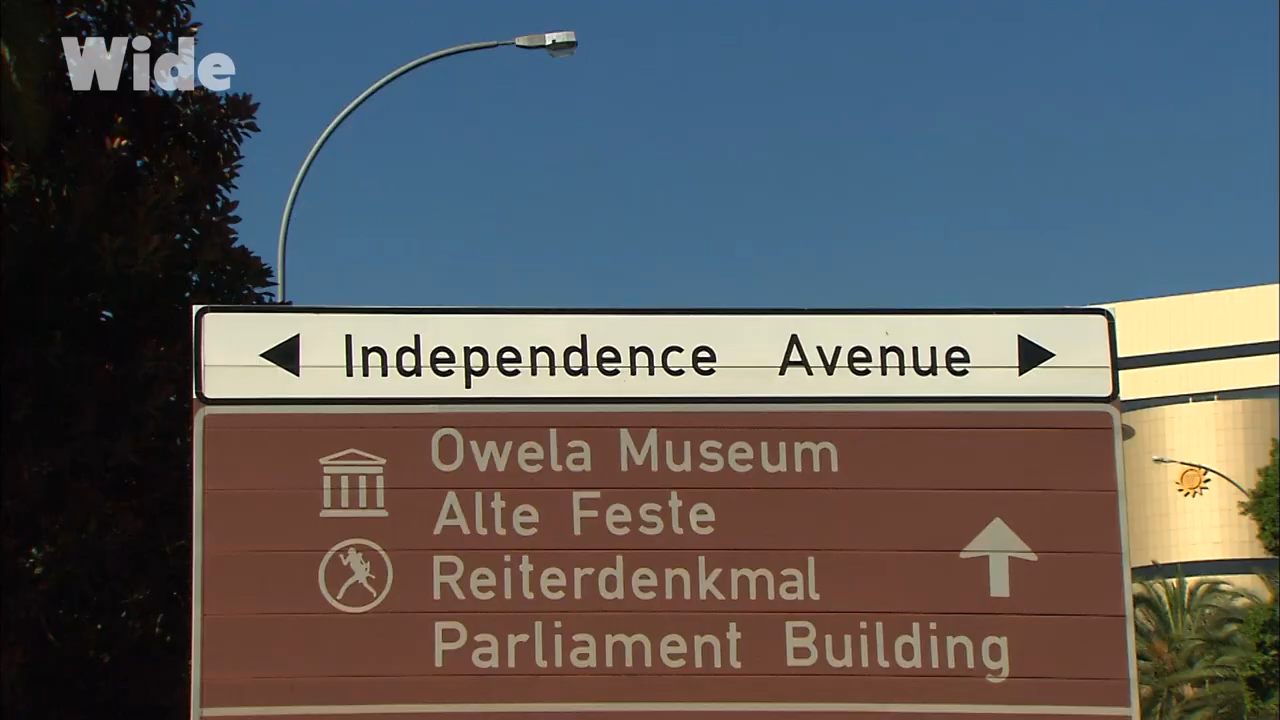 Wide
Independence Avenue
Owela Museum
Alte Feste
Reiterdenkmal
Parliament Building